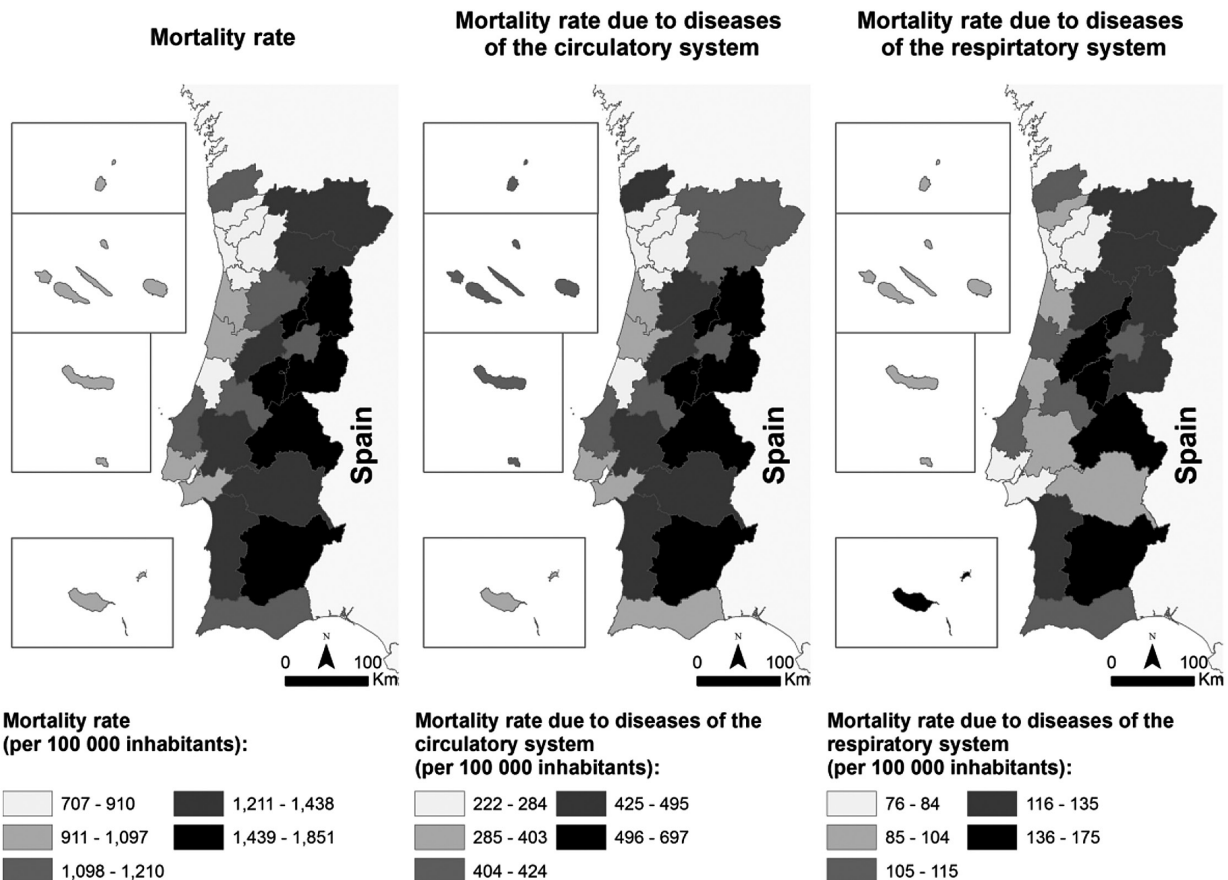 Mortality rate
Mortality rate due to diseases
of the circulatory system
Mortality rate due to diseases
of the respirtatory system
Spain
N
0 100
Km
Spain
N
0 100
Km
Spain
N
0 100
Km
Mortality rate
(per 100 000 inhabitants):
707 - 910
911 - 1,097
1,098 - 1,210
1,211 - 1,438
1,439 - 1,851
Mortality rate due to diseases of the
circulatory system
(per 100 000 inhabitants):
222 - 284
285 - 403
404 - 424
425 - 495
496 - 697
Mortality rate due to diseases of the
respiratory system
(per 100 000 inhabitants):
76 - 84
85 - 104
105 - 115
116 - 135
136 - 175